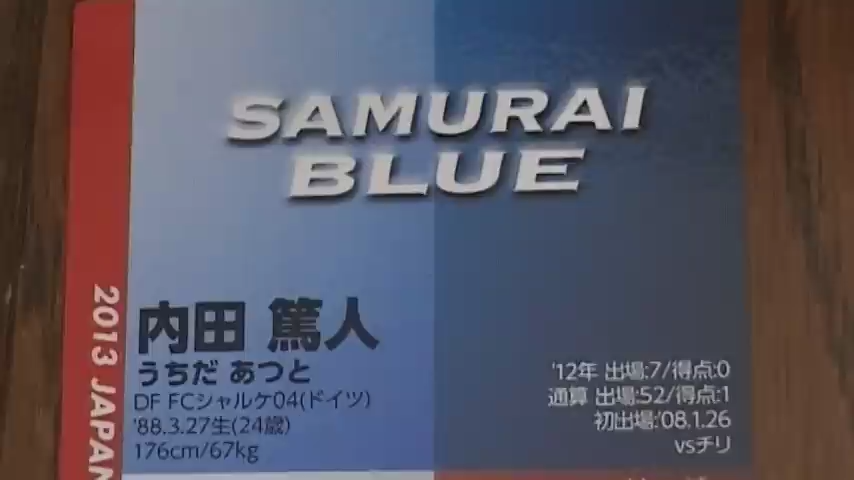 SAMURAI
BLUE
2013 JAPAN
内田 篤人
うちだ あつと
DF FCシャルケ04(ドイツ)
'88.3.27生(24歳)
176cm/67kg
'12年 出場:7/得点:0
通算 出場:52/得点:1
初出場:'08.1.26
vsチリ